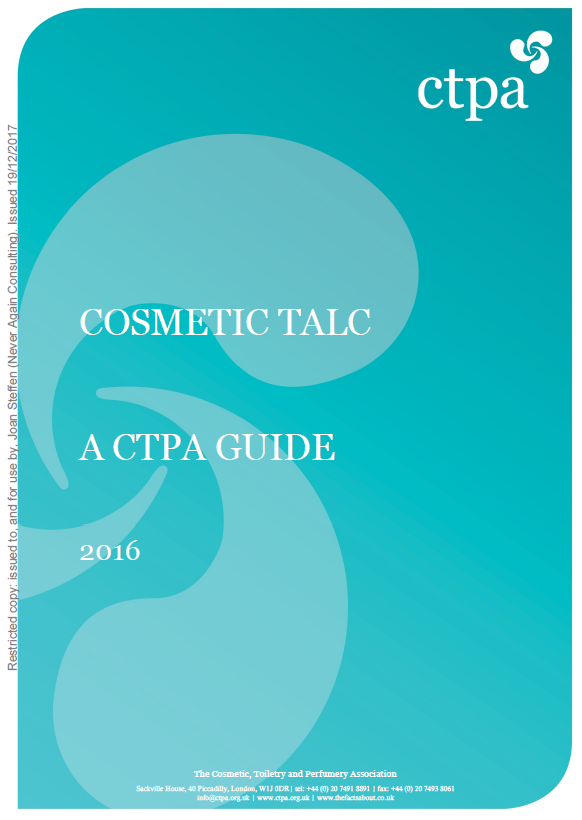 ctpa
Restricted copy: issued to, and for use by, Joan Steffen (Never Again Consulting), Issued 19/12/2017
COSMETIC TALC
A CTPA GUIDE
2016
The Cosmetic, Toiletry and Perfumery Association
Sackville House, 40 Piccadilly, London, W1J 0DR | tel: +44 (0) 20 7491 8891 | fax: +44 (0) 20 7493 8061
info@ctpa.org.uk | www.ctpa.org.uk | www.thefactsabout.co.uk